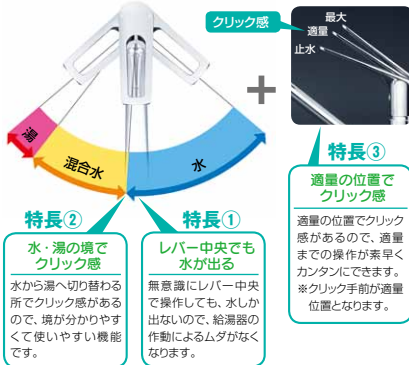 クリック感
最大
適量
止水
湯
混合水
水
+
特長③
適量の位置で
クリック感
適量の位置でクリック
感があるので、適量
までの操作が素早く
カンタンにできます。
※クリック手前が適量
位置となります。
特長②
水・湯の境で
クリック感
水から湯へ切り替わる
所でクリック感がある
ので、境が分かりやす
くて使いやすい機能
です。
特長①
レバー中央でも
水が出る
無意識にレバー中央
で操作しても、水しか
出ないので、給湯器の
作動によるムダがなく
なります。